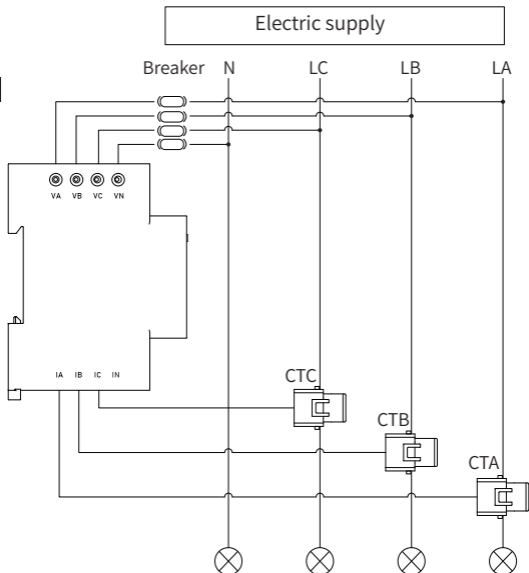 Electric supply
Breaker N LC LB LA
VA VB VC VN
IA IB IC IN
CTC
CTB
CTA